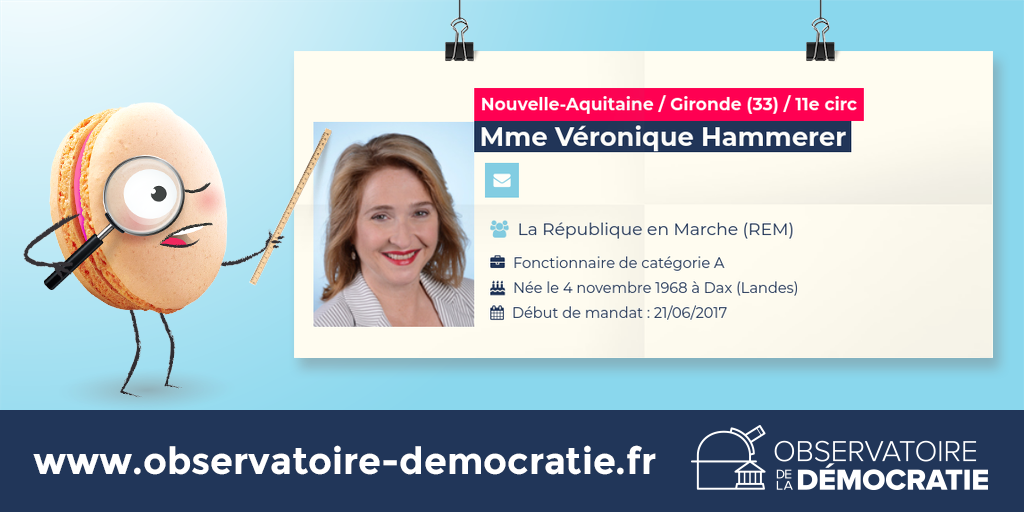 Nouvelle-Aquitaine / Gironde (33) / 11e circ
Mme Véronique Hammerer
La République en Marche (REM)
Fonctionnaire de catégorie A
Née le 4 novembre 1968 à Dax (Landes)
Début de mandat : 21/06/2017
www.observatoire-democratie.fr
OBSERVATOIRE
DE LA DÉMOCRATIE